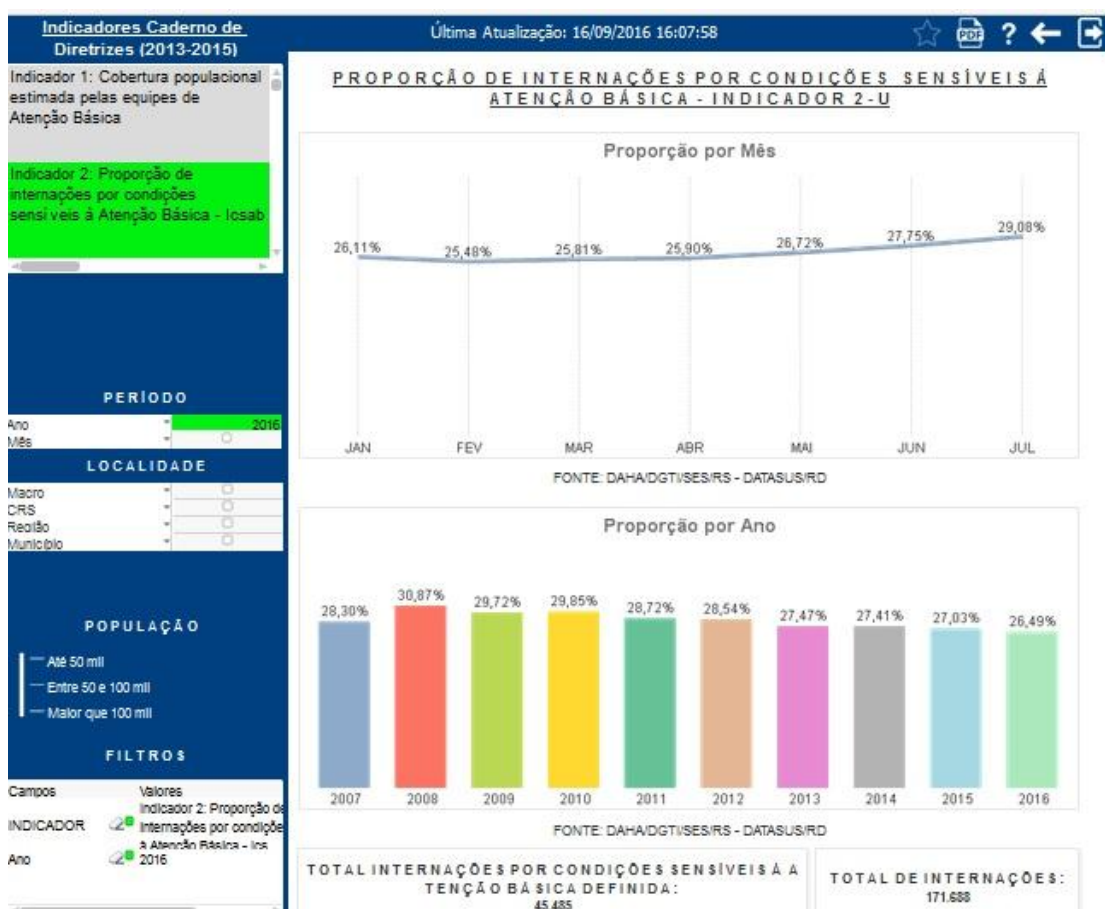 Indicadores Caderno de
Diretrizes (2013-2015)
Última Atualização: 16/09/2016 16:07:58
PDF
?
Indicador 1: Cobertura populacional
estimada pelas equipes de
Atenção Básica
Indicador 2: Proporção de
internações por condições
sensíveis à Atenção Básica - Icsab
PERÍODO
Ano 2016
Mês
LOCALIDADE
Macro
CRS
Região
Município
POPULAÇÃO
Até 50 mil
Entre 50 e 100 mil
Maior que 100 mil
FILTROS
Campos Valores
INDICADOR Indicador 2: Proporção de
internações por condiçõe
à Atenção Básica - Ics
Ano 2016
PROPORÇÃO DE INTERNAÇÕES POR CONDIÇÕES SENSÍVEIS Á
ATENÇÃO BÁSICA - INDICADOR 2-U
Proporção por Mês
26,11% 25,48% 25,81% 25,90% 26,72% 27,75% 29,08%
JAN FEV MAR ABR MAI JUN JUL
FONTE: DAHA/DGTI/SES/RS - DATASUS/RD
Proporção por Ano
28,30% 30,87% 29,72% 29,85% 28,72% 28,54% 27,47% 27,41% 27,03% 26,49%
2007 2008 2009 2010 2011 2012 2013 2014 2015 2016
FONTE: DAHA/DGTI/SES/RS - DATASUS/RD
TOTAL INTERNAÇÕES POR CONDIÇÕES SENSÍVEIS Á A
TENÇÃO BÁSICA DEFINIDA:
45.485
TOTAL DE INTERNAÇÕES:
171.688